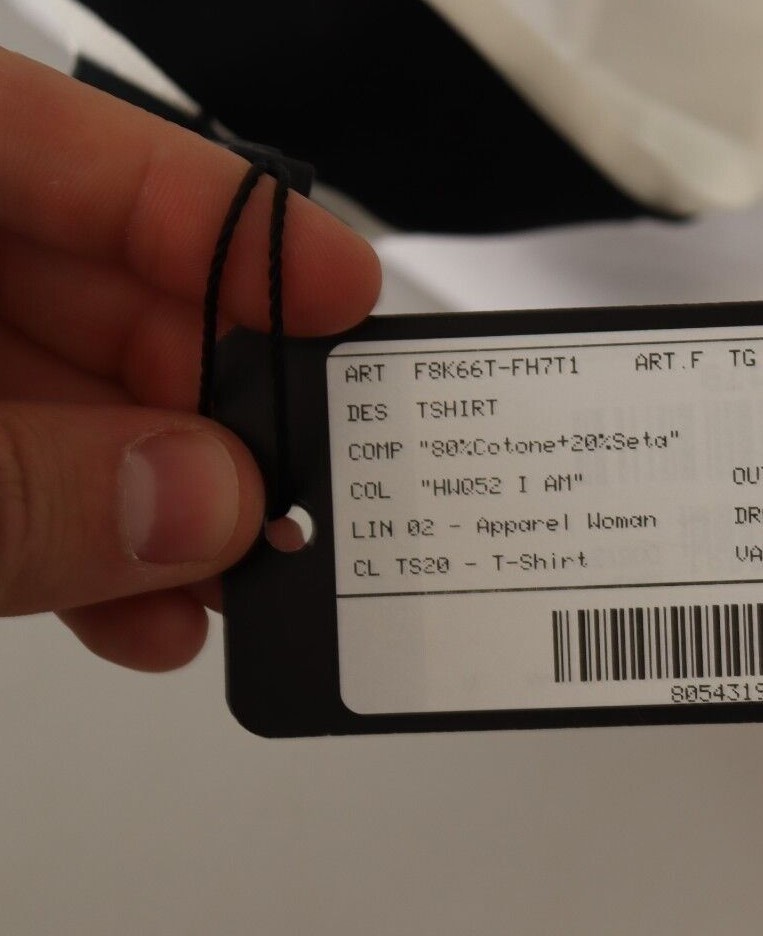 ART F8K66T-FH7T1 ART.F TG
DES TSHIRT
COMP "80%Cotone+20%Seta"
COL "HWQ52 I AM"
LIN 02 - Apparel Woman
CL TS20 - T-Shirt
8054319